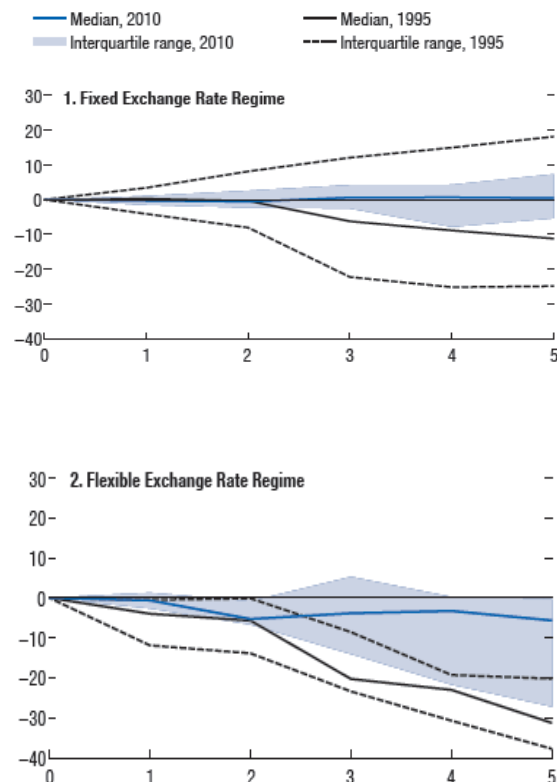 Median, 2010 Median, 1995
Interquartile range, 2010 Interquartile range, 1995
1. Fixed Exchange Rate Regime
30
20
10
0
−10
−20
−30
−40
0 1 2 3 4 5
2. Flexible Exchange Rate Regime
30
20
10
0
−10
−20
−30
−40
0 1 2 3 4 5